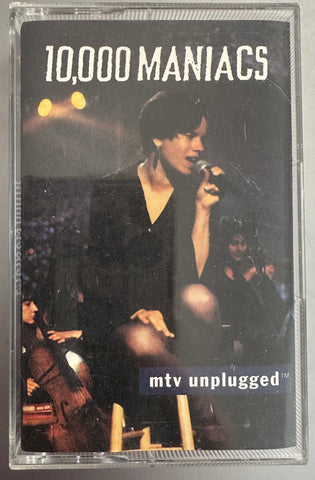 10,000 MANIACS
mtv unplugged™